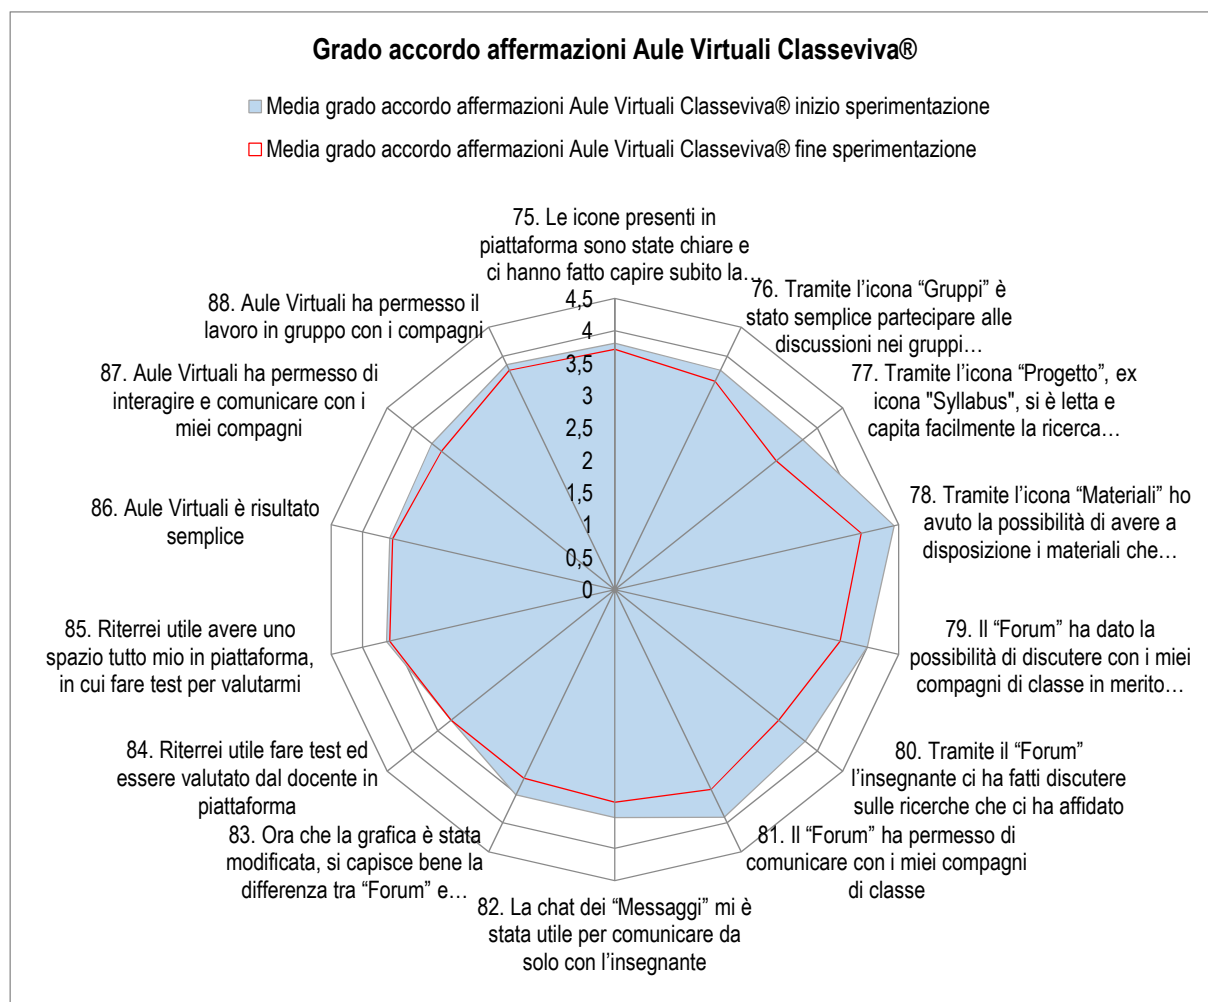 Grado accordo affermazioni Aule Virtuali Classeviva®
Media grado accordo affermazioni Aule Virtuali Classeviva® inizio sperimentazione
Media grado accordo affermazioni Aule Virtuali Classeviva® fine sperimentazione
75. Le icone presenti in
piattaforma sono state chiare e
ci hanno fatto capire subito la…
76. Tramite l’icona “Gruppi” è
stato semplice partecipare alle
discussioni nei gruppi…
77. Tramite l’icona “Progetto”, ex
icona "Syllabus", si è letta e
capita facilmente la ricerca…
78. Tramite l’icona “Materiali” ho
avuto la possibilità di avere a
disposizione i materiali che…
79. Il “Forum” ha dato la
possibilità di discutere con i miei
compagni di classe in merito…
80. Tramite il “Forum”
l’insegnante ci ha fatti discutere
sulle ricerche che ci ha affidato
81. Il “Forum” ha permesso di
comunicare con i miei compagni
di classe
82. La chat dei “Messaggi” mi è
stata utile per comunicare da
solo con l’insegnante
83. Ora che la grafica è stata
modificata, si capisce bene la
differenza tra “Forum” e…
84. Riterrei utile fare test ed
essere valutato dal docente in
piattaforma
85. Riterrei utile avere uno
spazio tutto mio in piattaforma,
in cui fare test per valutarmi
86. Aule Virtuali è risultato
semplice
87. Aule Virtuali ha permesso di
interagire e comunicare con i
miei compagni
88. Aule Virtuali ha permesso il
lavoro in gruppo con i compagni
4,5
4
3,5
3
2,5
2
1,5
1
0,5
0